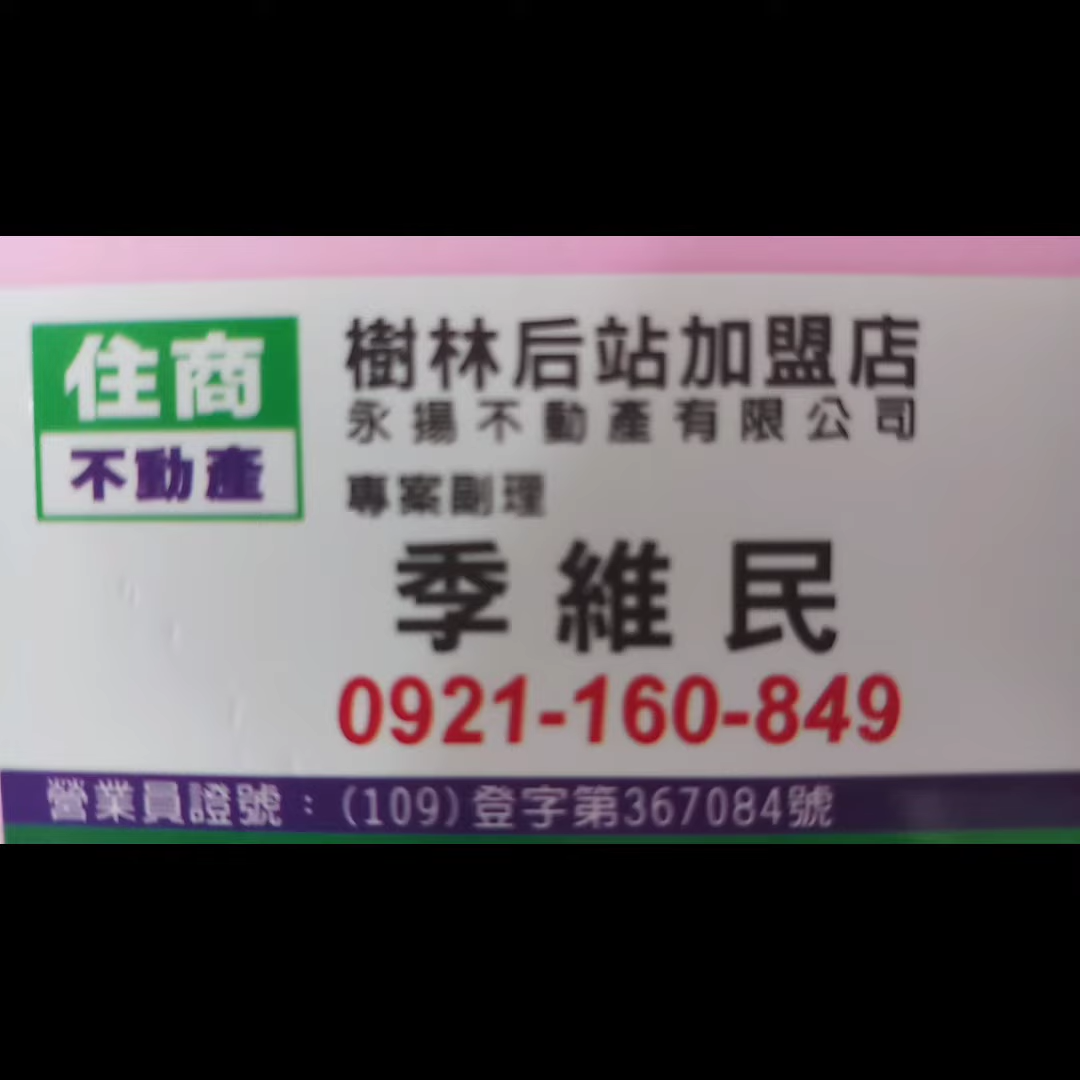 住商
不動產
樹林后站加盟店
永揚不動產有限公司
專案副理
季維民
0921-160-849
營業員證號：(109)登字第367084號